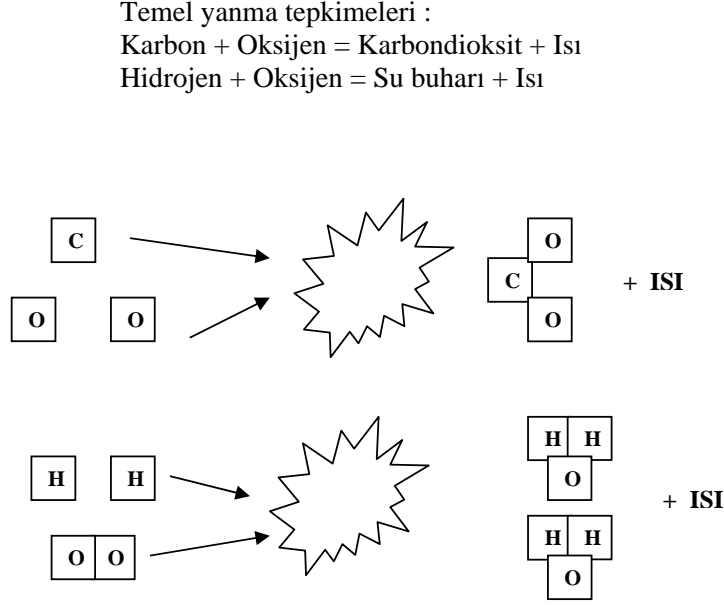 Temel yanma tepkimeleri :
Karbon + Oksijen = Karbondioksit + Isı
Hidrojen + Oksijen = Su buharı + Isı
C
O O
O
C
O
+ ISI
H H
O O
H H
O
H H
O
+ ISI